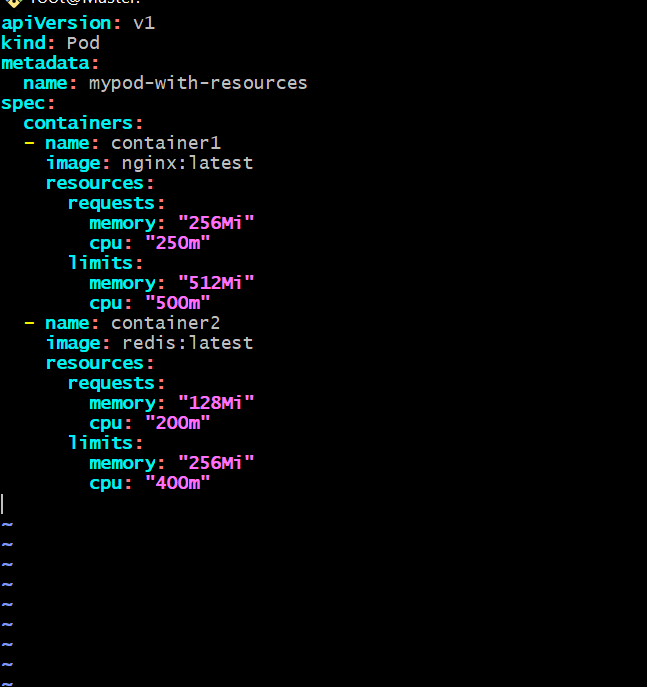 root@Master:
apiVersion: v1
kind: Pod
metadata:
  name: mypod-with-resources
spec:
  containers:
  - name: container1
    image: nginx:latest
    resources:
      requests:
        memory: "256Mi"
        cpu: "250m"
      limits:
        memory: "512Mi"
        cpu: "500m"
  - name: container2
    image: redis:latest
    resources:
      requests:
        memory: "128Mi"
        cpu: "200m"
      limits:
        memory: "256Mi"
        cpu: "400m"

~
~
~
~
~
~
~
~
~